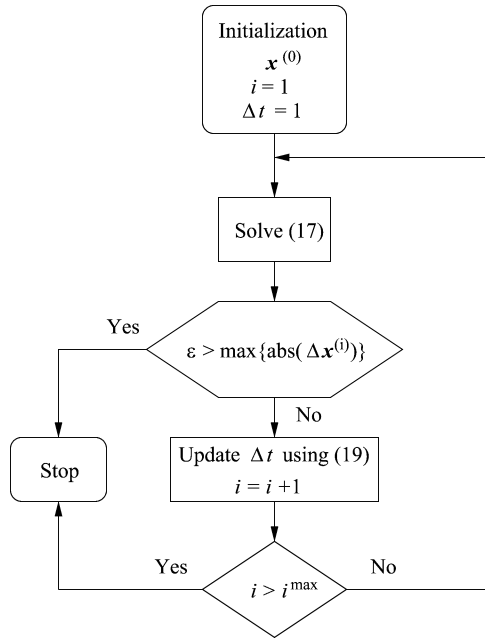 Initialization
x^(0)
i = 1
Δt = 1
Solve (17)
Yes
ε > max{abs(Δx^(i))}
No
Update Δt using (19)
i = i +1
Stop
Yes
i > i^max
No